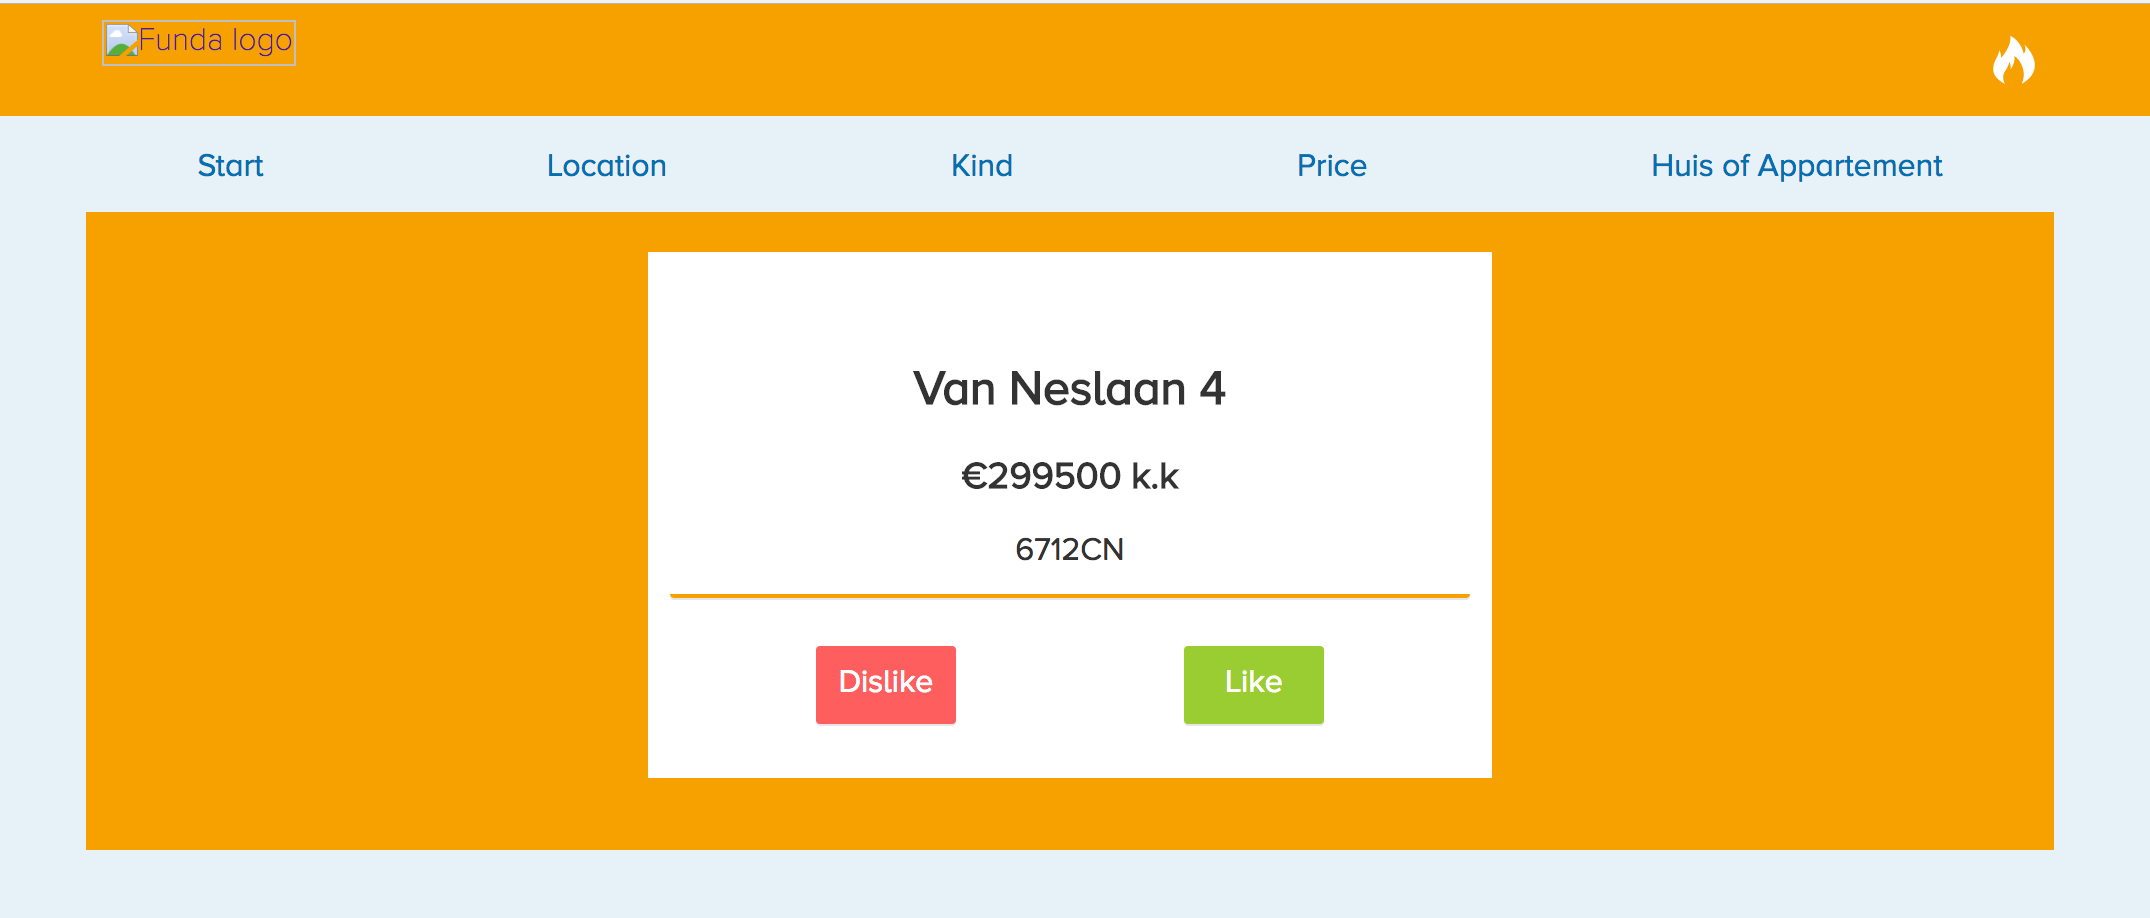 Funda logo
Start Location Kind Price Huis of Appartement
Van Neslaan 4
€299500 k.k
6712CN
Dislike Like